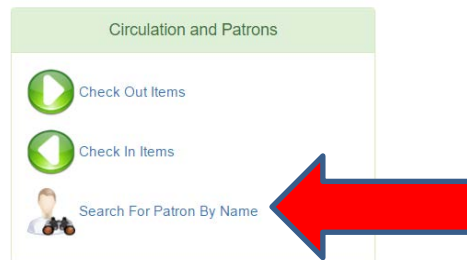 Circulation and Patrons
Check Out Items
Check In Items
Search For Patron By Name